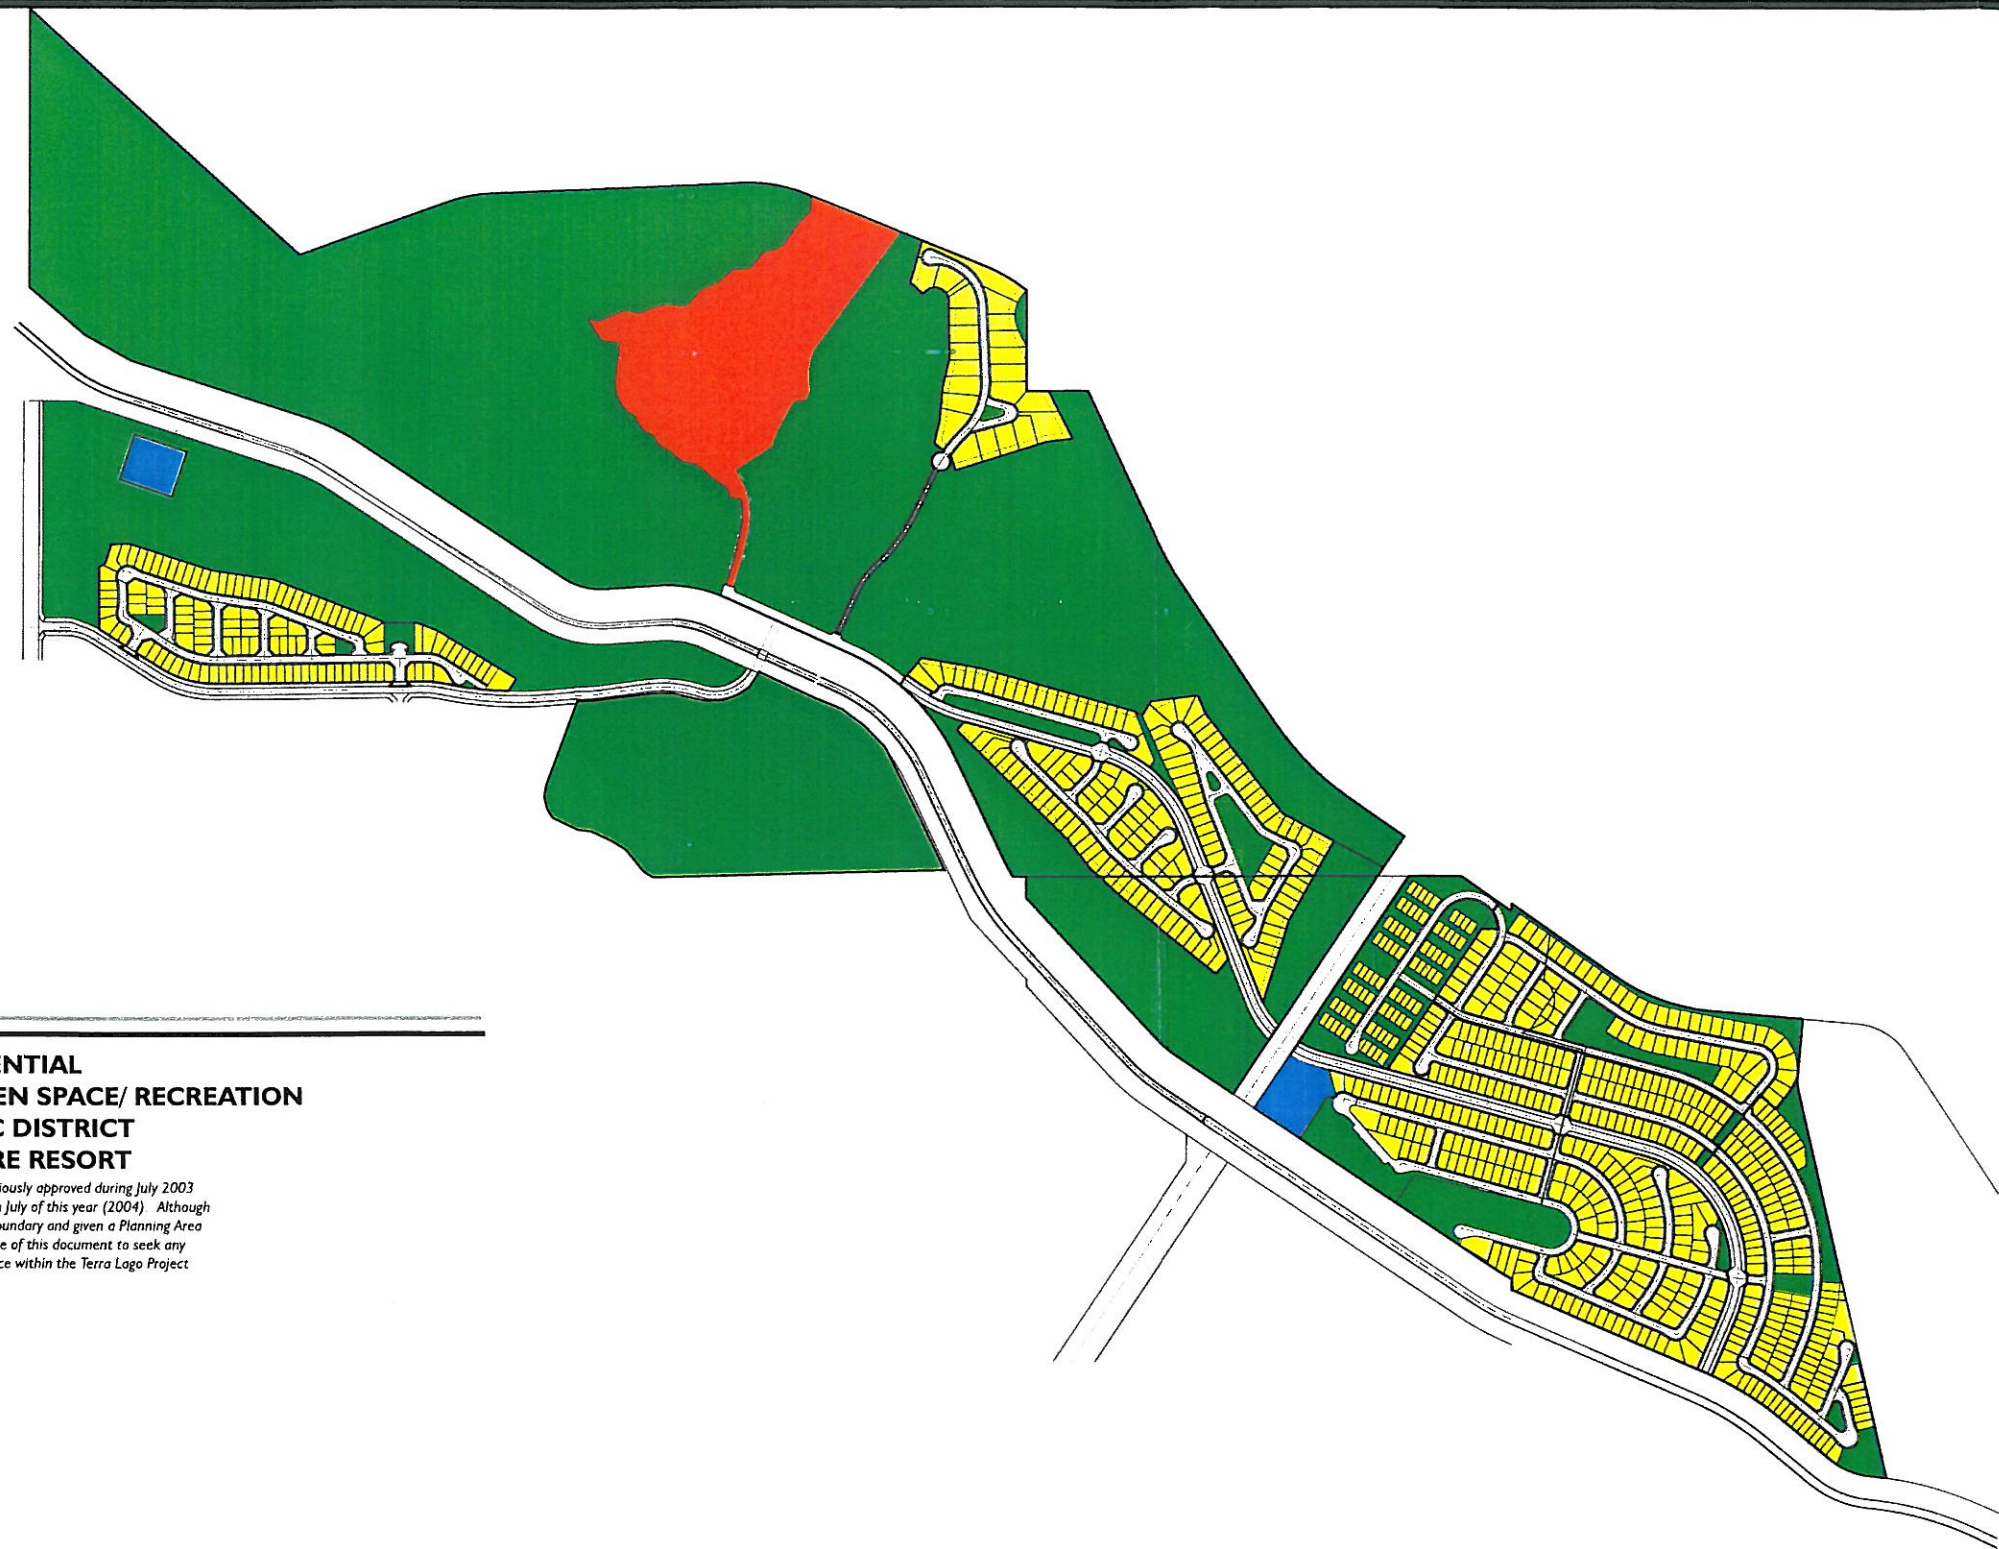 ENTIAL
EN SPACE/ RECREATION
C DISTRICT
RE RESORT
iously approved during July 2003
n July of this year (2004). Although
oundary and given a Planning Area
e of this document to seek any
ce within the Terra Lago Project